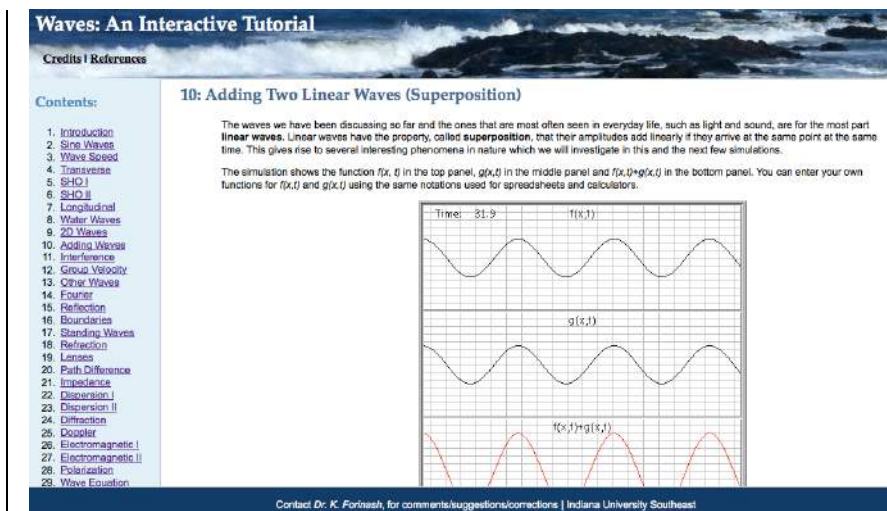 Waves: An Interactive Tutorial
Credits | References
Contents:
1. Introduction
2. Sine Waves
3. Wave Speed
4. Transverse
5. SHO I
6. SHO II
7. Longitudinal
8. Water Waves
9. 2D Waves
10. Adding Waves
11. Interference
12. Group Velocity
13. Other Waves
14. Fourier
15. Reflection
16. Boundaries
17. Standing Waves
18. Refraction
19. Lenses
20. Path Difference
21. Impedance
22. Dispersion I
23. Dispersion II
24. Diffraction
25. Doppler
26. Electromagnetic I
27. Electromagnetic II
28. Polarization
29. Wave Equation
10: Adding Two Linear Waves (Superposition)
The waves we have been discussing so far and the ones that are most often seen in everyday life, such as light and sound, are for the most part
linear waves. Linear waves have the property, called superposition, that their amplitudes add linearly if they arrive at the same point at the same
time. This gives rise to several interesting phenomena in nature which we will investigate in this and the next few simulations.
The simulation shows the function f(x, t) in the top panel, g(x,t) in the middle panel and f(x,t)+g(x,t) in the bottom panel. You can enter your own
functions for f(x,t) and g(x,t) using the same notations used for spreadsheets and calculators.
Time: 31.9 f(x,t)
g(x,t)
f(x,t)+g(x,t)
Contact Dr. K. Forinash, for comments/suggestions/corrections | Indiana University Southeast